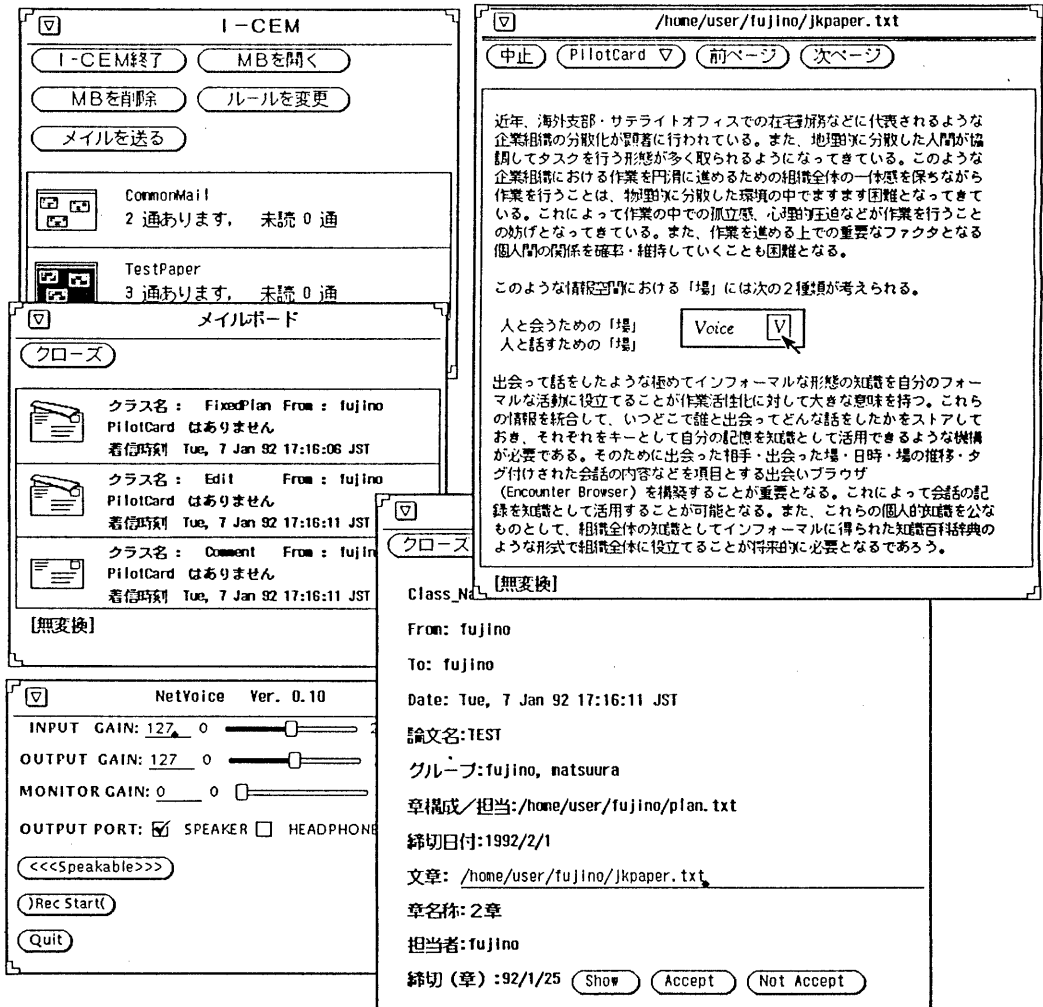 I-CEM
I-CEM終了 MBを開く
MBを削除 ルールを変更
メイルを送る
CommonMail
2 通あります, 未読 0 通
TestPaper
3 通あります, 未読 0 通
メイルボード
クローズ
クラス名: FixedPlan From: fujino
PilotCard はありません
着信時刻 Tue, 7 Jan 92 17:16:06 JST
クラス名: Edit From: fujino
PilotCard はありません
着信時刻 Tue, 7 Jan 92 17:16:11 JST
クラス名: Comment From: fujin
PilotCard はありません
着信時刻 Tue, 7 Jan 92 17:16:11 JST
[無変換]
NetVoice Ver. 0.10
INPUT GAIN: 127 0
OUTPUT GAIN: 127 0
MONITOR GAIN: 0 0
OUTPUT PORT: SPEAKER HEADPHONE
<<<Speakable>>>
)Rec Start(
Quit
/home/user/fujino/jkpaper.txt
中止 PilotCard 前ページ 次ページ
近年、海外支部・サテライトオフィスでの在宅勤務などに代表されるような
企業組織の分散化が顕著に行われている。また、地理的に分散した人間が協
調してタスクを行う形態が多く取られるようになってきている。このような
企業組織における作業を円滑に進めるための組織全体の一体感を保ちながら
作業を行うことは、物理的に分散した環境の中でますます困難となってきて
いる。これによって作業の中での孤立感、心理的圧迫などが作業を行うこと
の妨げとなってきている。また、作業を進める上での重要なファクタとなる
個人間の関係を確率・維持していくことも困難となる。
このような情報空間における「場」には次の2種類が考えられる。
人と会うための「場」
人と話すための「場」
Voice V
出会って話をしたような極めてインフォーマルな形態の知識を自分のフォー
マルな活動に役立てることが作業活性化に対して大きな意味を持つ。これら
の情報を統合して、いつどこで誰と出会ってどんな話をしたかをストアして
おき、それぞれをキーとして自分の記憶を知識として活用できるような機構
が必要である。そのために出会った相手・出会った場・日時・場の推移・タ
グ付けされた会話の内容などを項目とする出会いブラウザ
(Encounter Browser)を構築することが重要となる。これによって会話の記
録を知識として活用することが可能となる。また、これらの個人的知識を公な
ものとして、組織全体の知識としてインフォーマルに得られた知識百科辞典の
ような形式で組織全体に役立てることが将来的に必要となるであろう。
[無変換]
クローズ
Class_Na
From: fujino
To: fujino
Date: Tue, 7 Jan 92 17:16:11 JST
論文名:TEST
グループ:fujino, matsuura
章構成/担当:/home/user/fujino/plan.txt
締切日付:1992/2/1
文章: /home/user/fujino/jkpaper.txt
章名称:2章
担当者:fujino
締切(章):92/1/25 Show Accept Not Accept